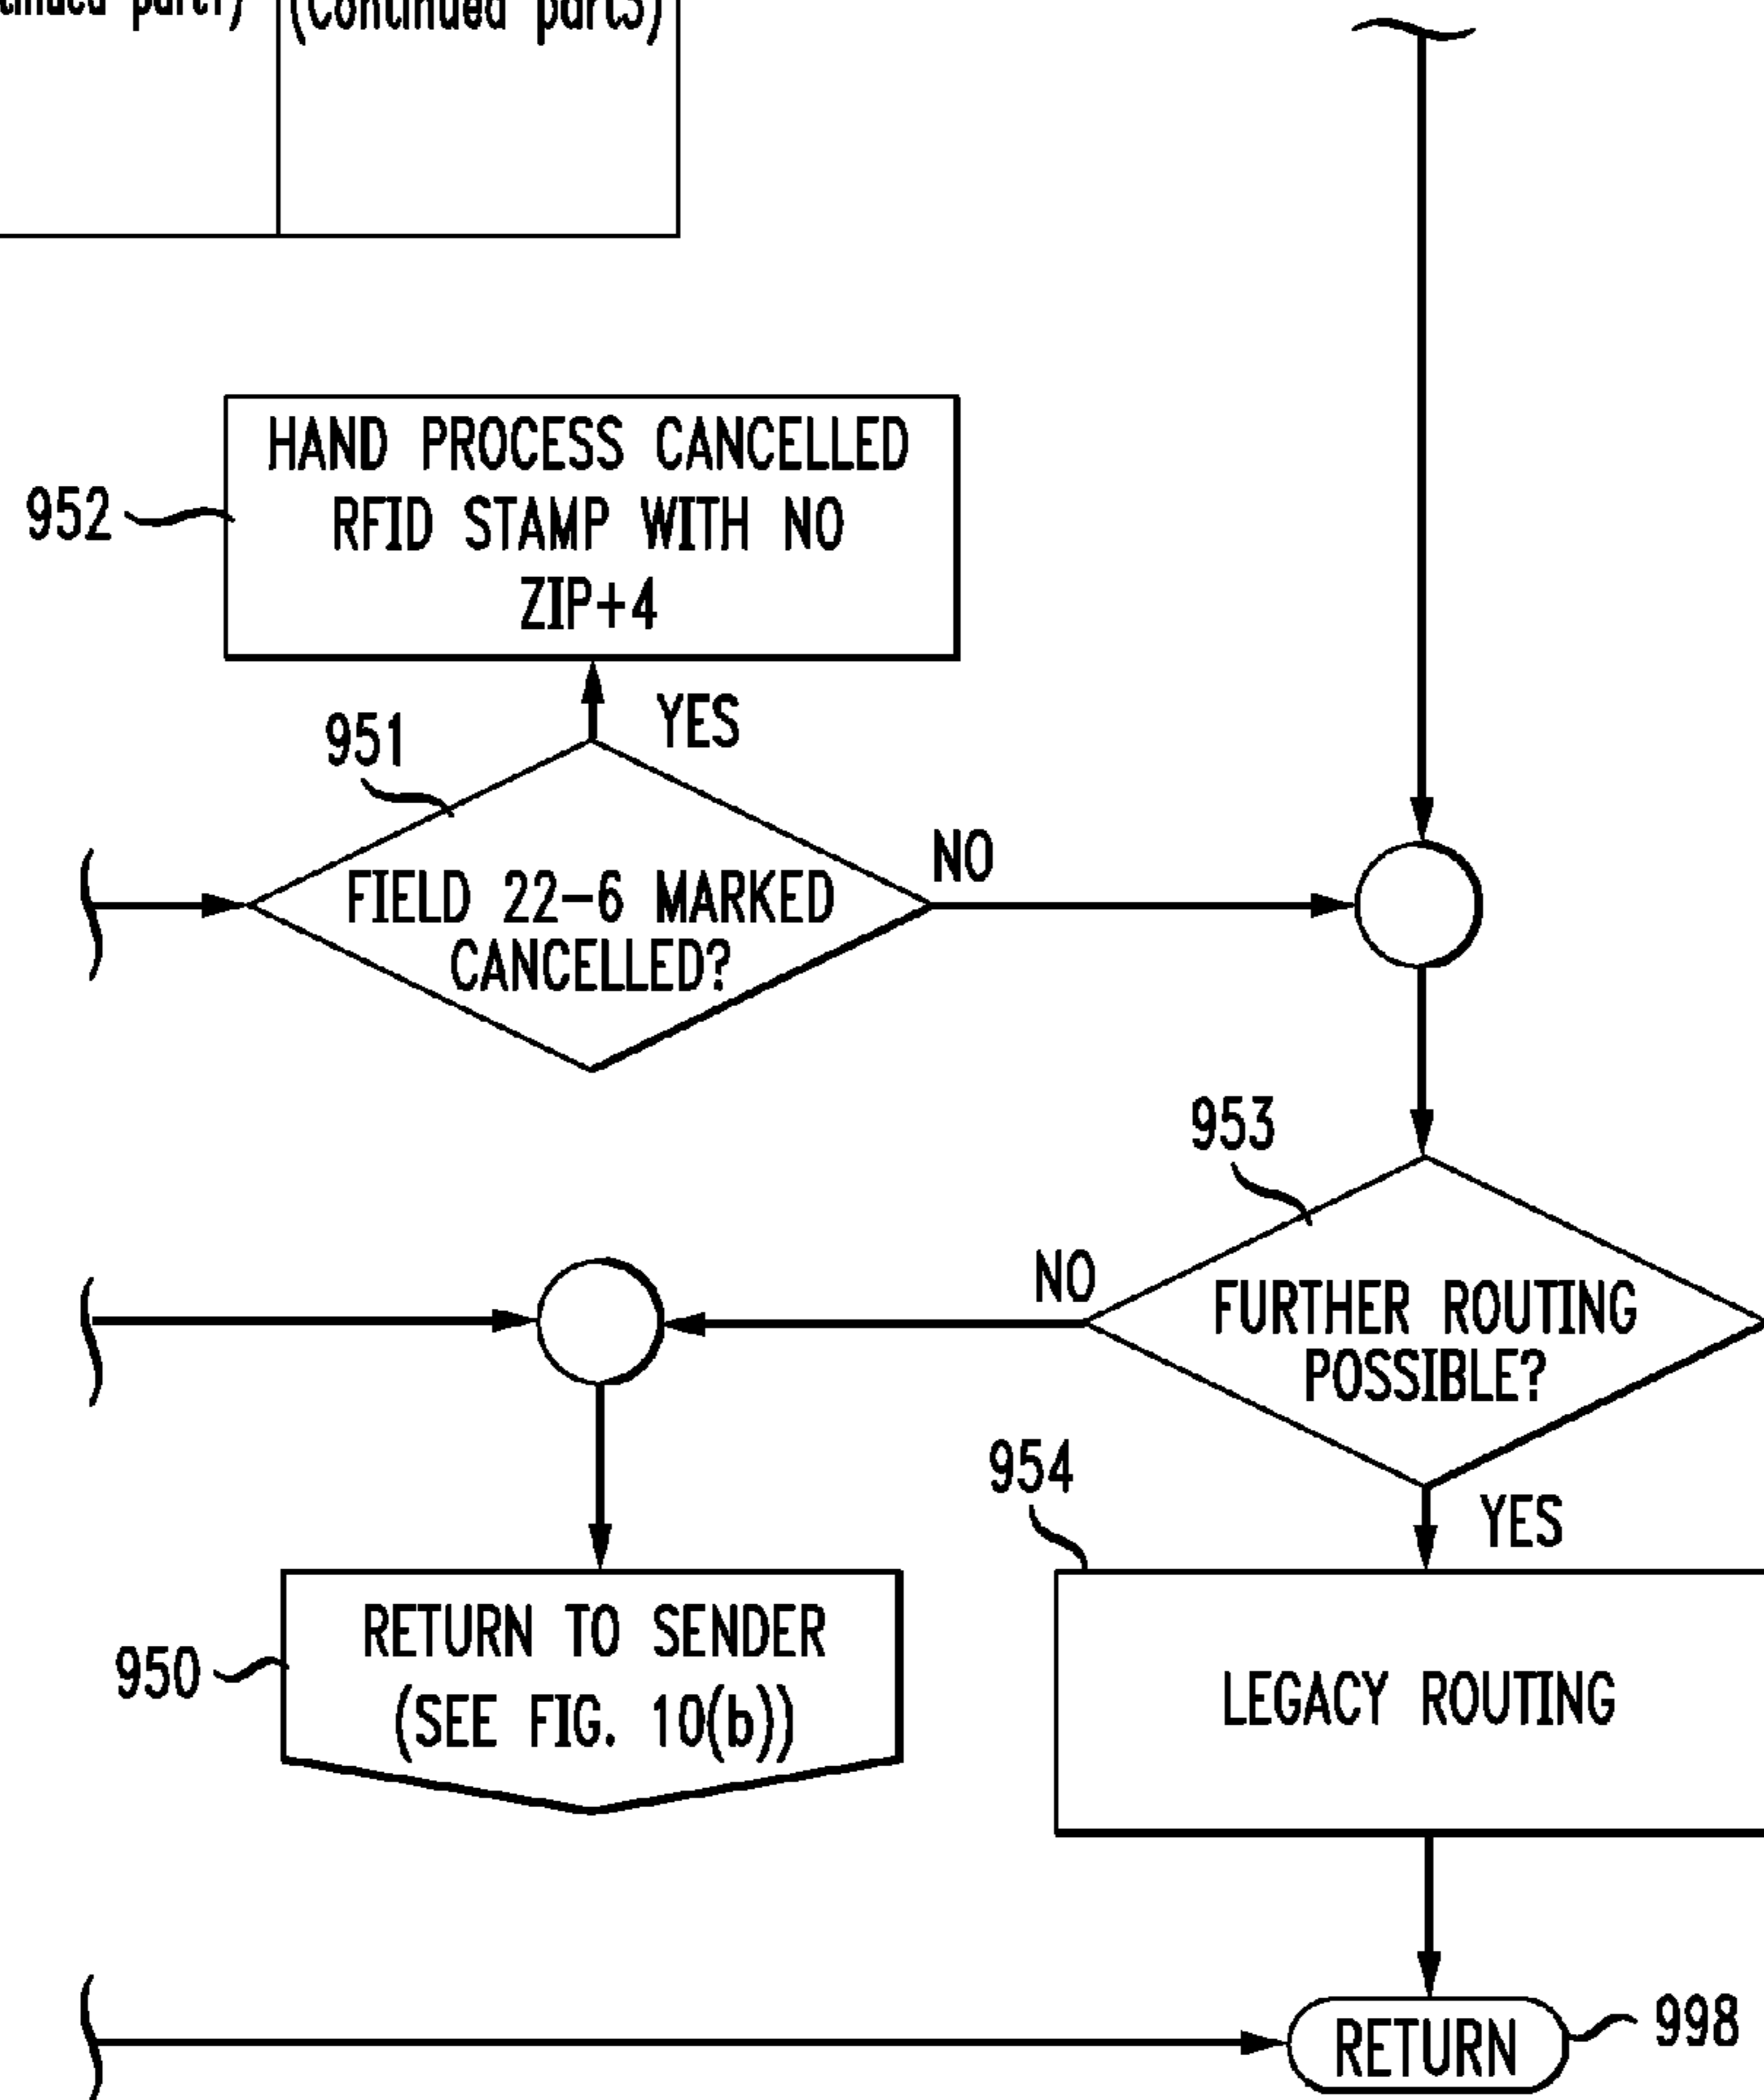 (Continued part3)
HAND PROCESS CANCELLED
RFID STAMP WITH NO
ZIP+4
952
YES
951
NO
FIELD 22-6 MARKED
CANCELLED?
953
NO
FURTHER ROUTING
POSSIBLE?
954
YES
RETURN TO SENDER
(SEE FIG. 10(b))
950
LEGACY ROUTING
RETURN
998